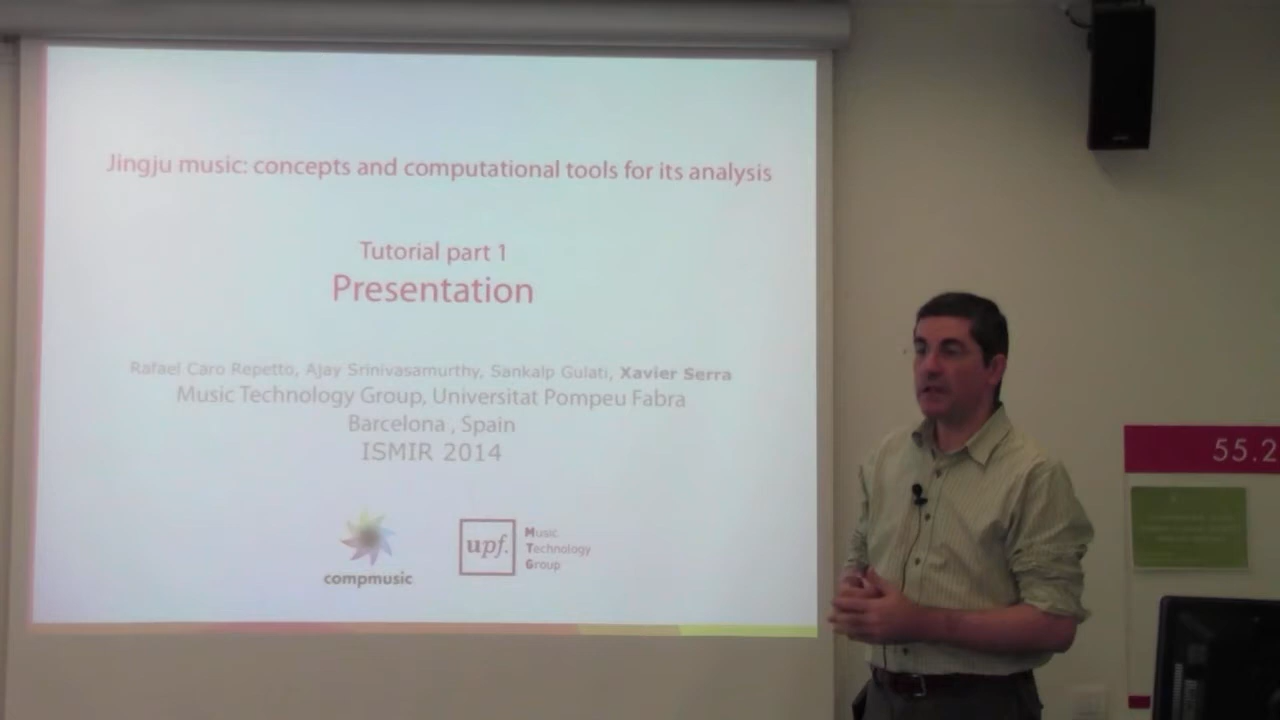 Jingju music: concepts and computational tools for its analysis
Tutorial part 1
Presentation
Rafael Caro Repetto, Ajay Srinivasamurthy, Sankalp Gulati, Xavier Serra
Music Technology Group, Universitat Pompeu Fabra
Barcelona , Spain
ISMIR 2014
compmusic
upf.
Music
Technology
Group
55.2